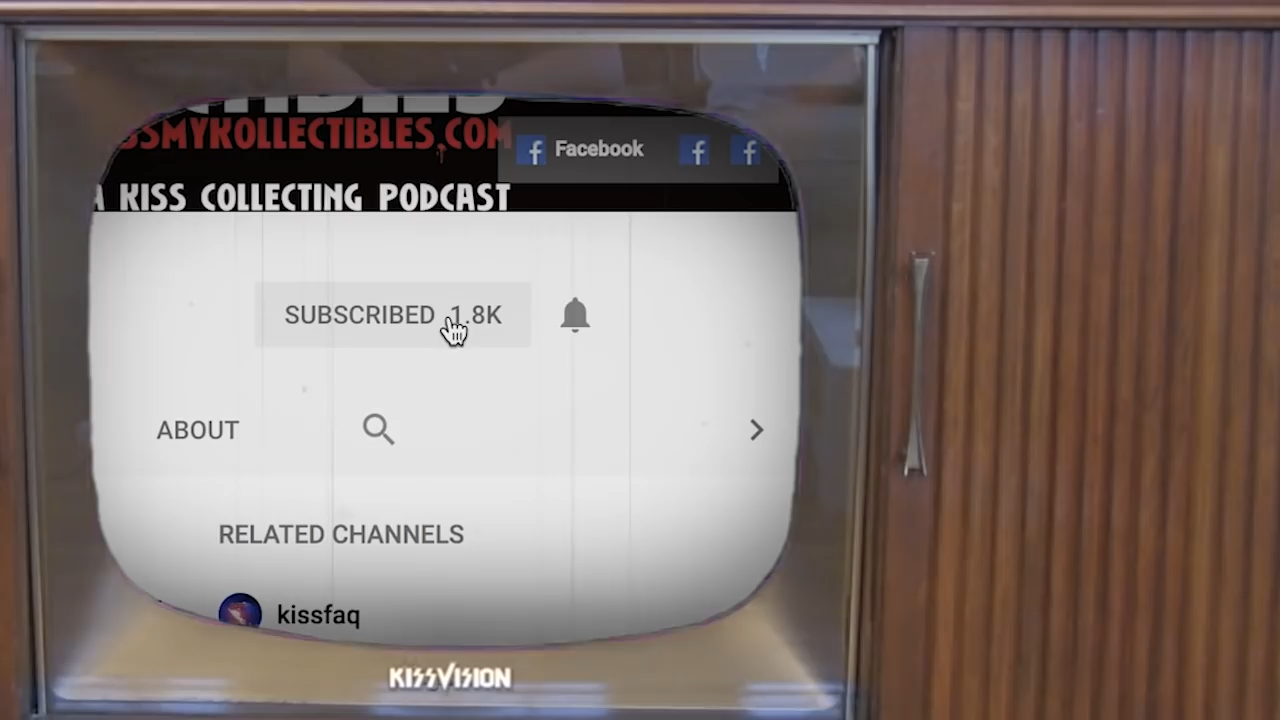 SSMYKOLLECTIBLES.COM
Facebook
A KISS COLLECTING PODCAST
SUBSCRIBED 1.8K
ABOUT
RELATED CHANNELS
kissfaq
KISSVISION